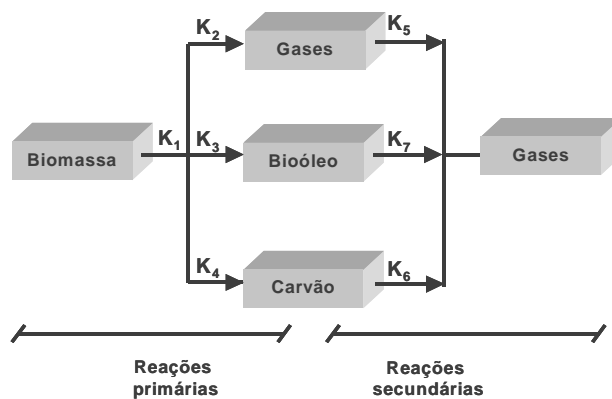 K2
Gases
K5
Biomassa
K1
K3
Bioóleo
K7
Gases
K4
Carvão
K6
Reações
primárias
Reações
secundárias